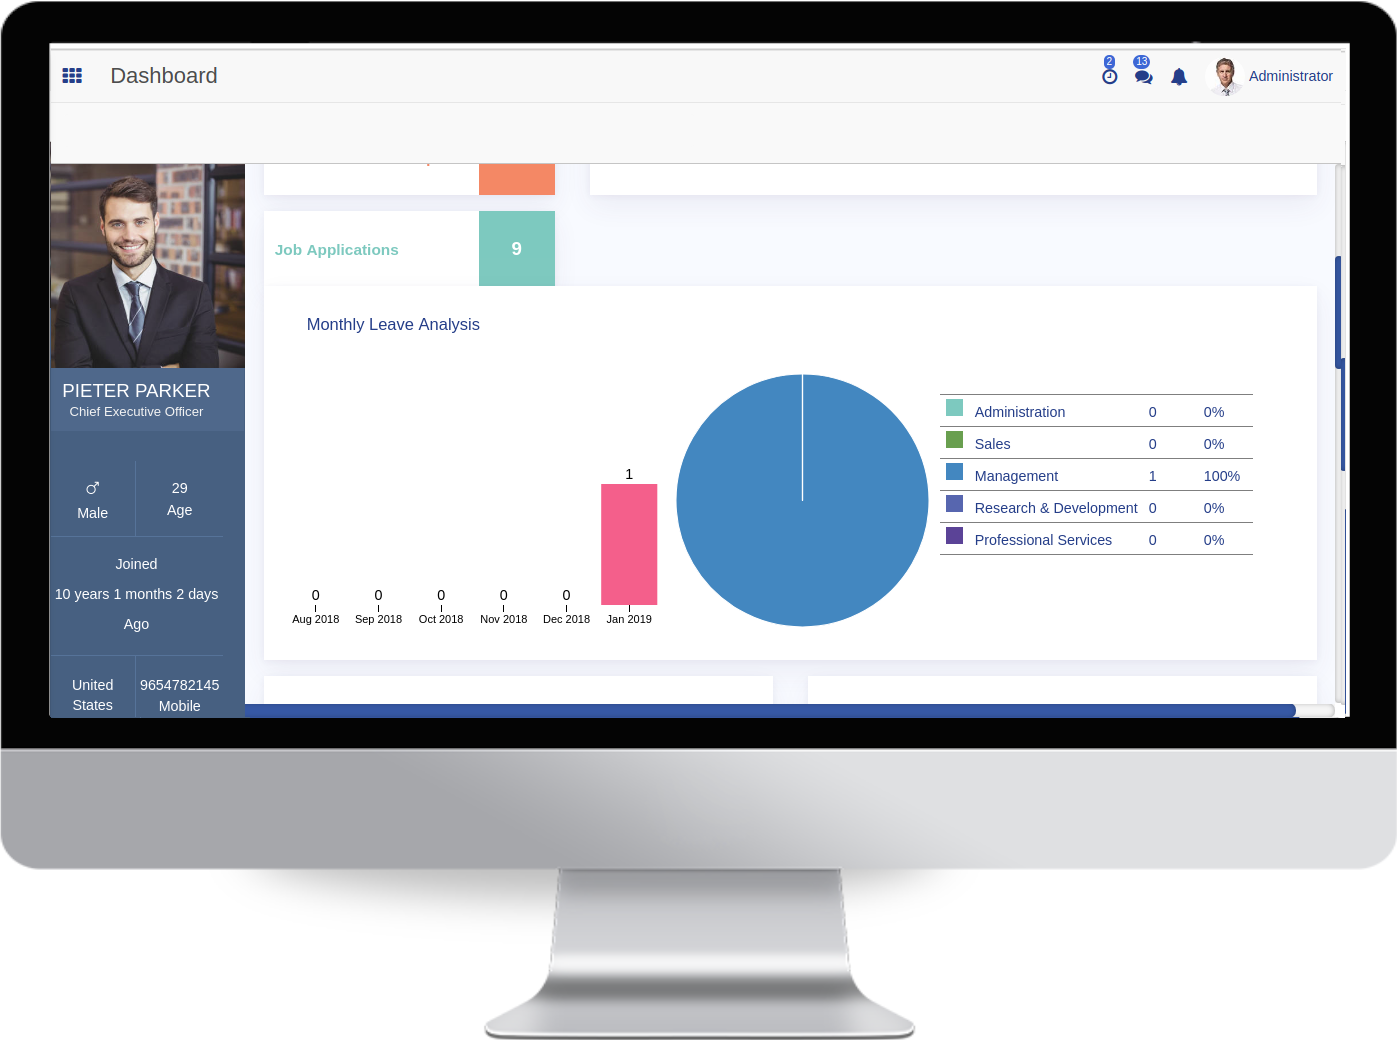 Dashboard
2
13
Administrator
Job Applications
9
PIETER PARKER
Chief Executive Officer
♂
Male
29
Age
Joined
10 years 1 months 2 days
Ago
United
States
9654782145
Mobile
Monthly Leave Analysis
0 0 0 0 0 1
Aug 2018 Sep 2018 Oct 2018 Nov 2018 Dec 2018 Jan 2019
Administration 0 0%
Sales 0 0%
Management 1 100%
Research & Development 0 0%
Professional Services 0 0%